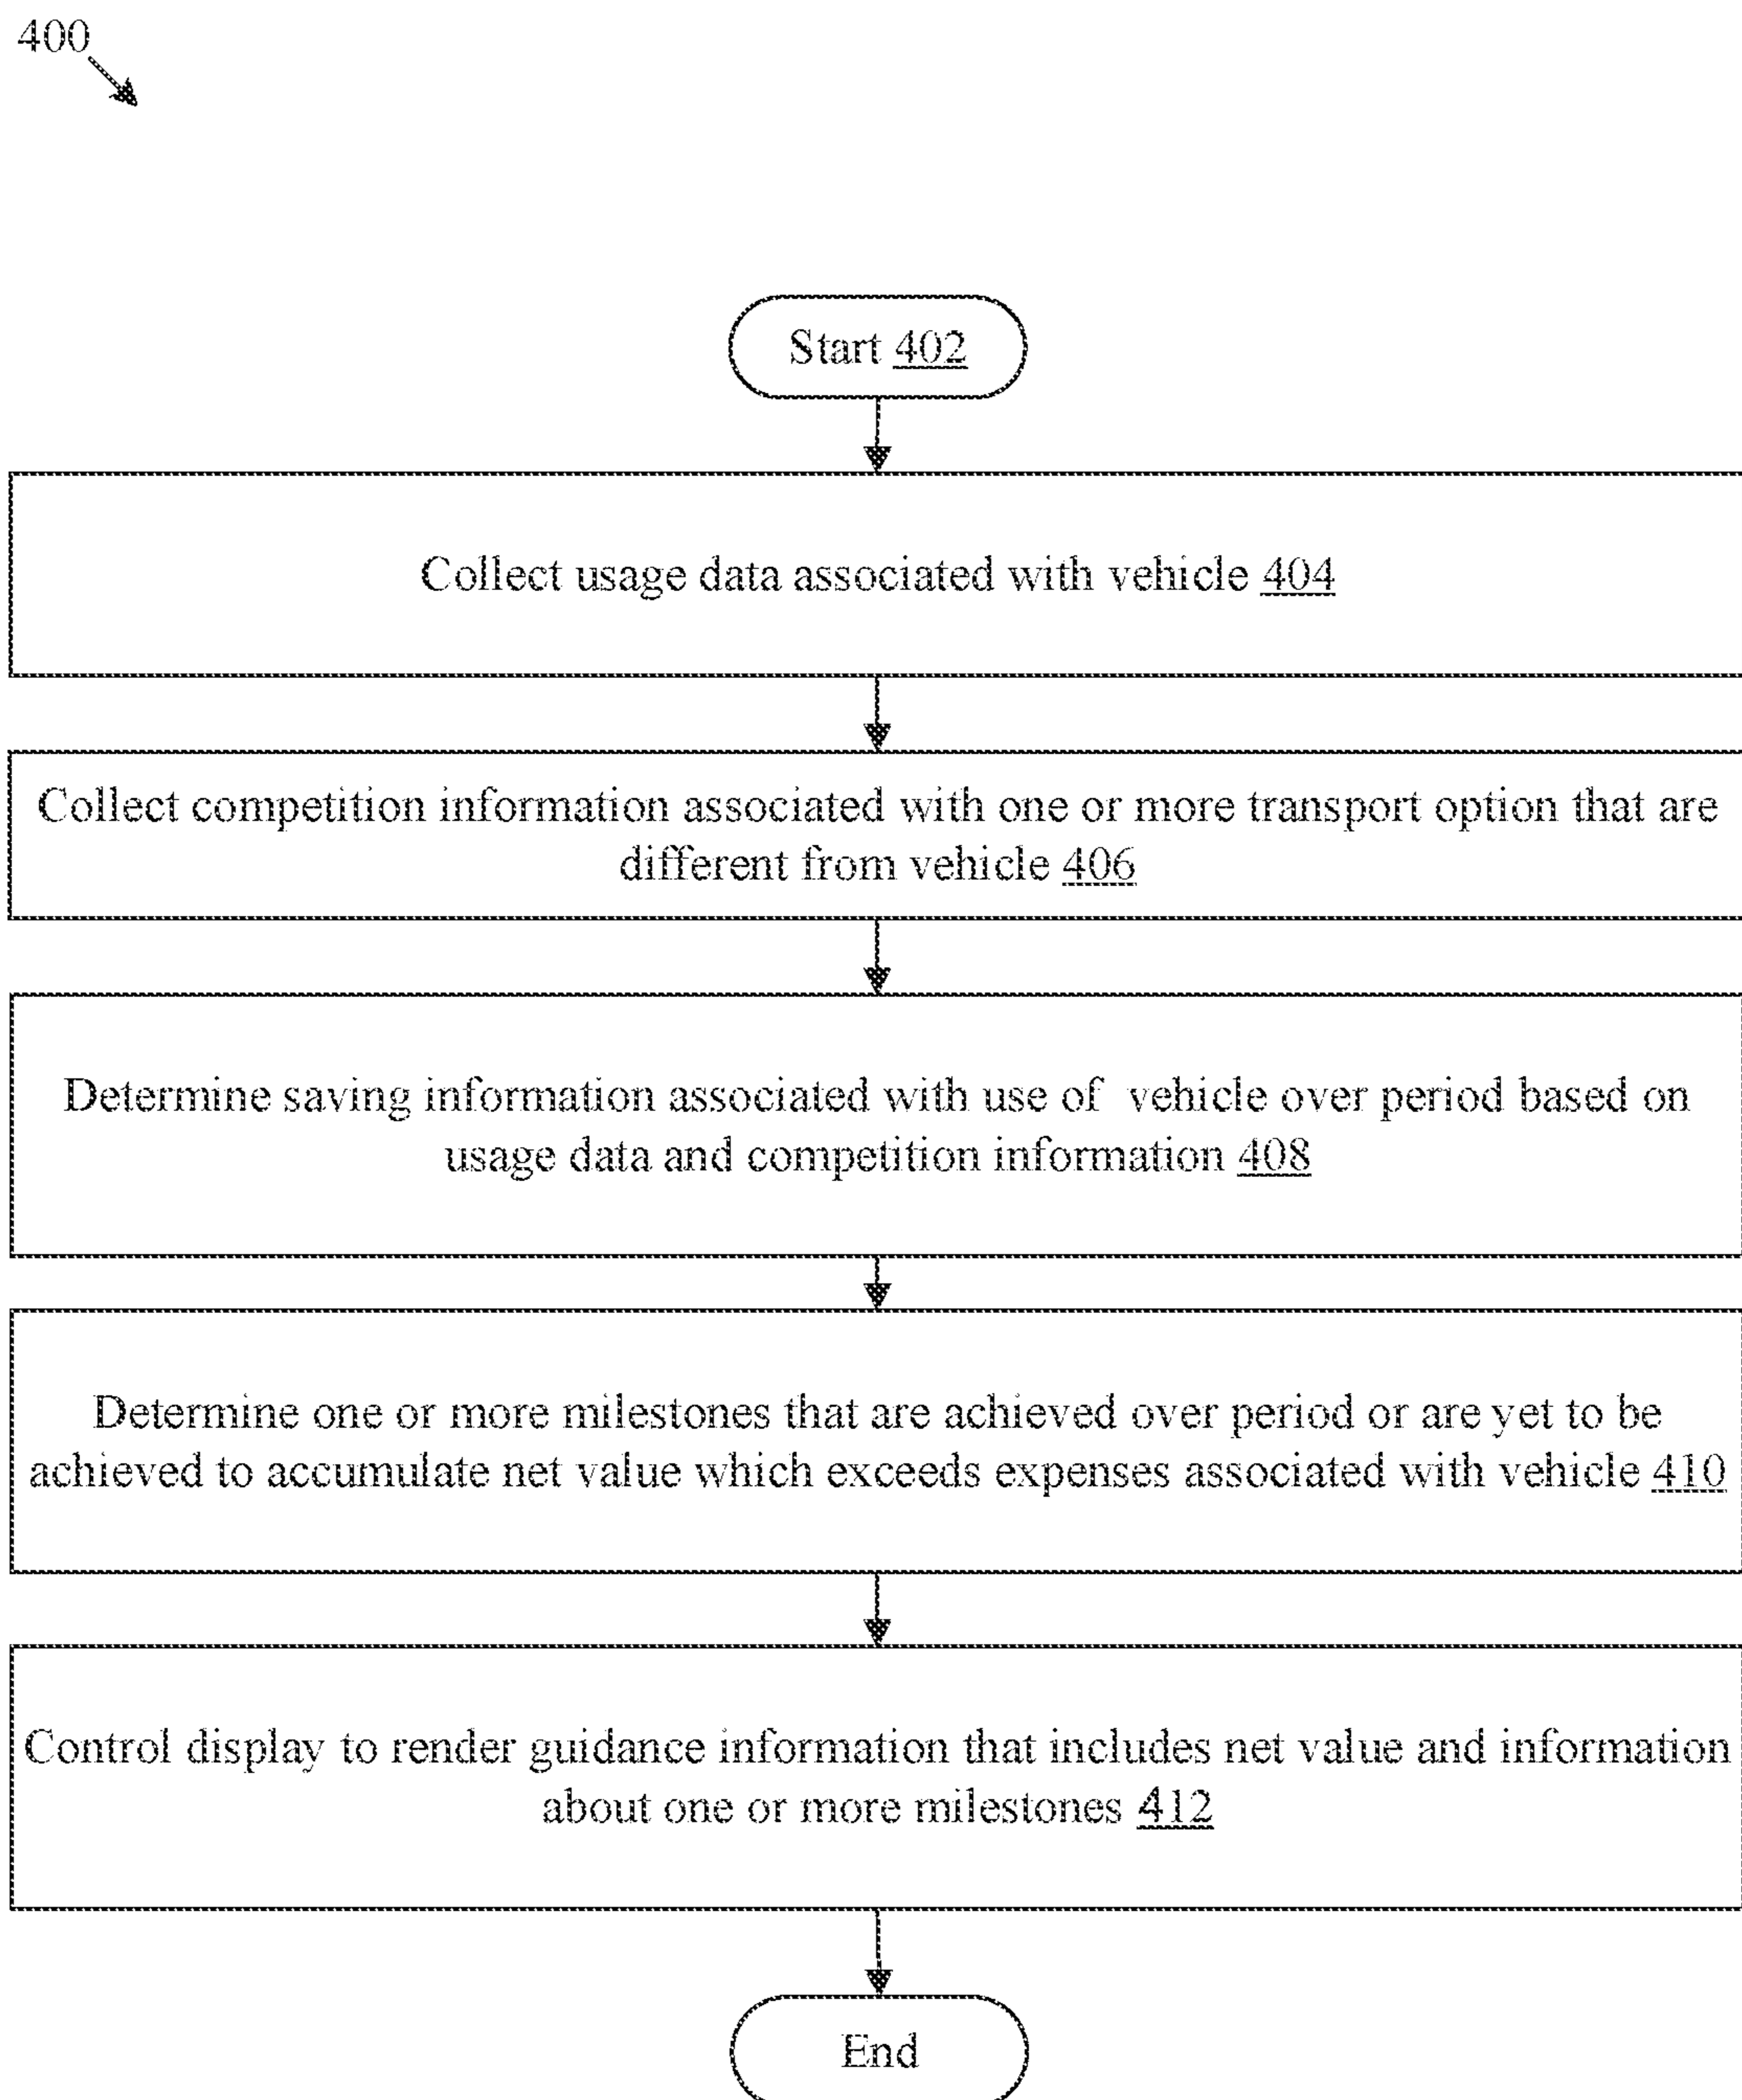 400
Start 402
Collect usage data associated with vehicle 404
Collect competition information associated with one or more transport option that are
different from vehicle 406
Determine saving information associated with use of vehicle over period based on
usage data and competition information 408
Determine one or more milestones that are achieved over period or are yet to be
achieved to accumulate net value which exceeds expenses associated with vehicle 410
Control display to render guidance information that includes net value and information
about one or more milestones 412
End